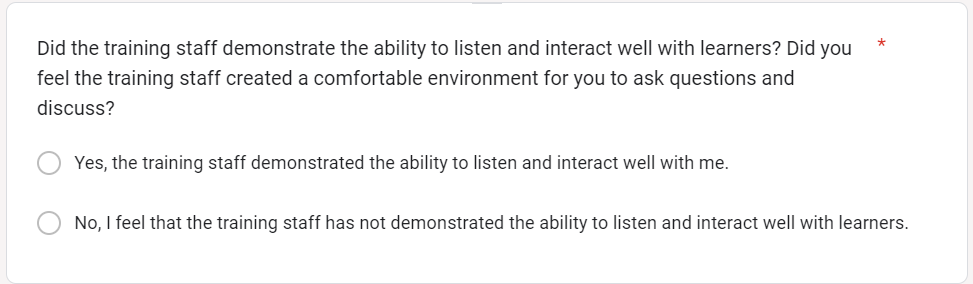 Did the training staff demonstrate the ability to listen and interact well with learners? Did you *
feel the training staff created a comfortable environment for you to ask questions and
discuss?
Yes, the training staff demonstrated the ability to listen and interact well with me.
No, I feel that the training staff has not demonstrated the ability to listen and interact well with learners.